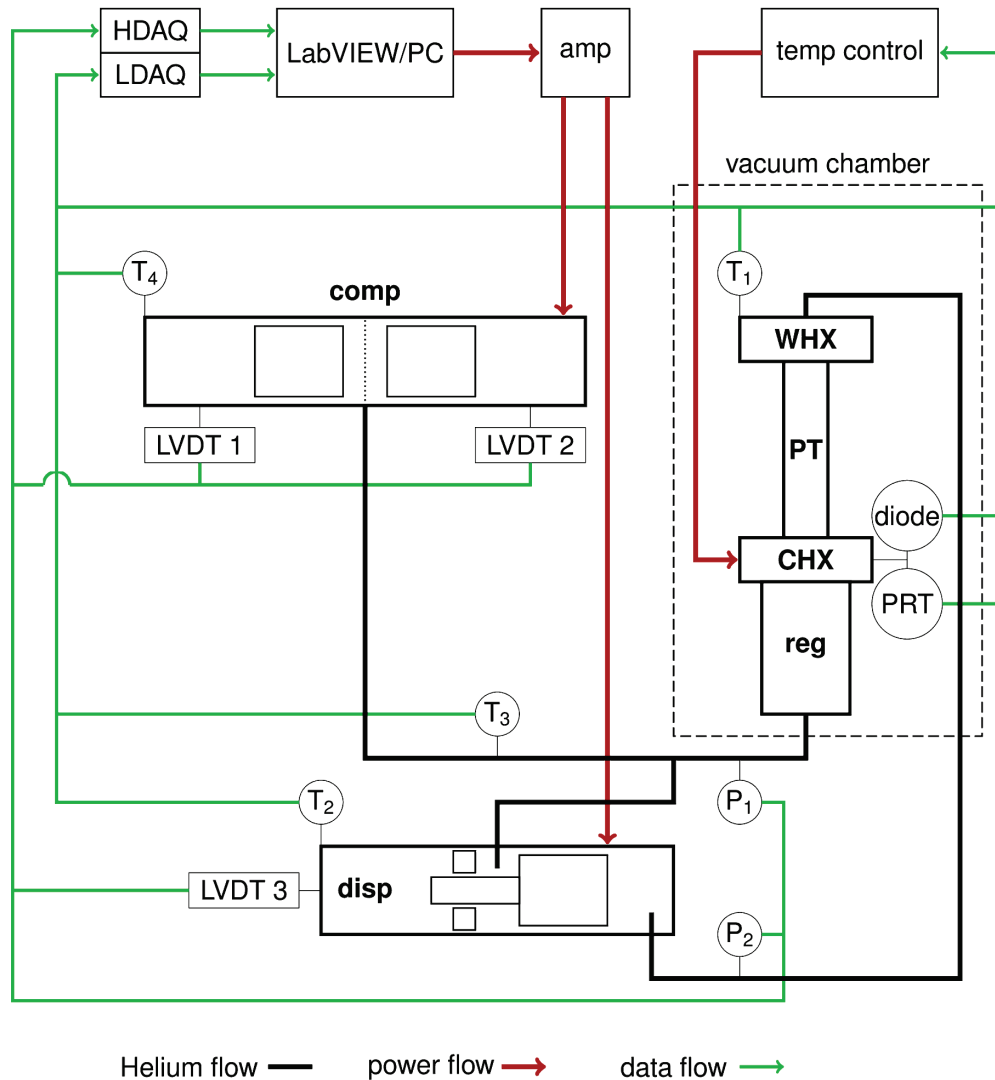 HDAQ
LDAQ
LabVIEW/PC
amp
temp control
vacuum chamber
T4
T1
comp
WHX
LVDT 1
LVDT 2
PT
diode
CHX
PRT
reg
T3
T2
P1
LVDT 3
disp
P2
Helium flow
power flow
data flow